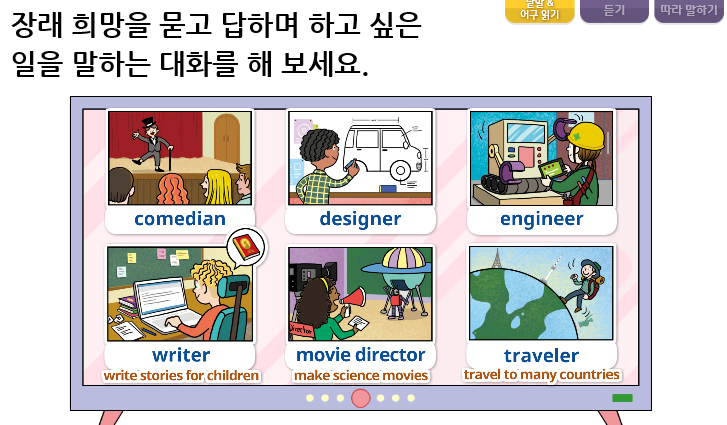 장래 희망을 묻고 답하며 하고 싶은
일을 말하는 대화를 해 보세요.
낱말 &
어구 읽기
듣기
따라 말하기
comedian
designer
engineer
writer
write stories for children
Director
movie director
make science movies
traveler
travel to many countries